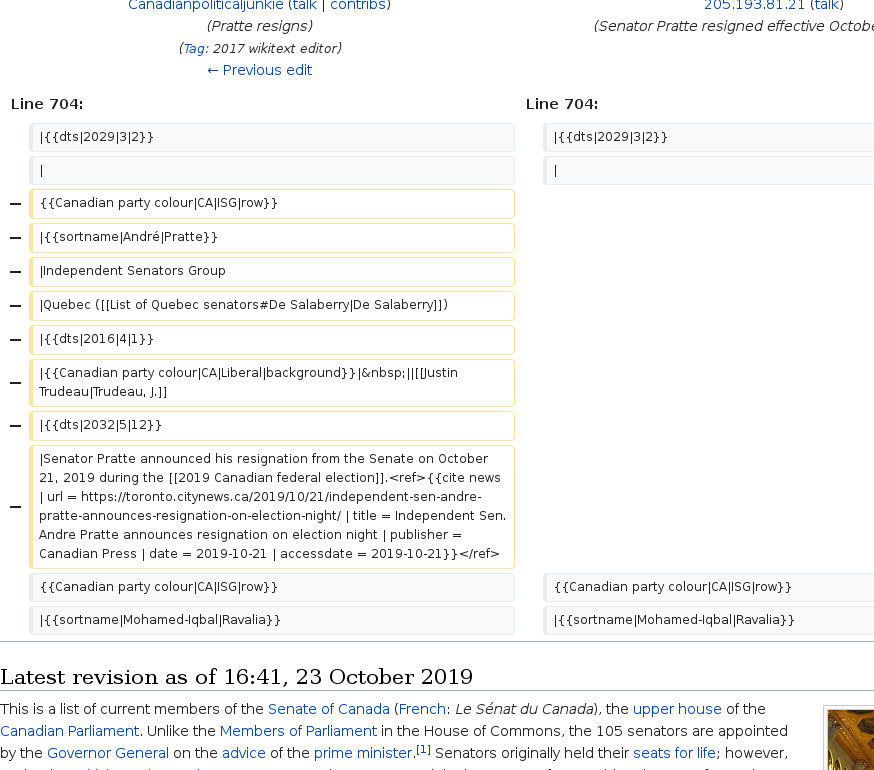 Canadianpoliticaljunkie (talk | contribs)
(Pratte resigns)
(Tag: 2017 wikitext editor)
← Previous edit
205.193.81.21 (talk)
(Senator Pratte resigned effective Octobe
Line 704:
Line 704:
|{{dts|2029|3|2}}
|{{dts|2029|3|2}}
|
|
− {{Canadian party colour|CA|ISG|row}}
− |{{sortname|André|Pratte}}
− |Independent Senators Group
− |Quebec ([[List of Quebec senators#De Salaberry|De Salaberry]])
− |{{dts|2016|4|1}}
− |{{Canadian party colour|CA|Liberal|background}}|&nbsp;||[[Justin
Trudeau|Trudeau, J.]]
− |{{dts|2032|5|12}}
− |Senator Pratte announced his resignation from the Senate on October
21, 2019 during the [[2019 Canadian federal election]].<ref>{{cite news
| url = https://toronto.citynews.ca/2019/10/21/independent-sen-andre-
pratte-announces-resignation-on-election-night/ | title = Independent Sen.
Andre Pratte announces resignation on election night | publisher =
Canadian Press | date = 2019-10-21 | accessdate = 2019-10-21}}</ref>
{{Canadian party colour|CA|ISG|row}}
{{Canadian party colour|CA|ISG|row}}
|{{sortname|Mohamed-Iqbal|Ravalia}}
|{{sortname|Mohamed-Iqbal|Ravalia}}
Latest revision as of 16:41, 23 October 2019
This is a list of current members of the Senate of Canada (French: Le Sénat du Canada), the upper house of the
Canadian Parliament. Unlike the Members of Parliament in the House of Commons, the 105 senators are appointed
by the Governor General on the advice of the prime minister.[1] Senators originally held their seats for life; however,